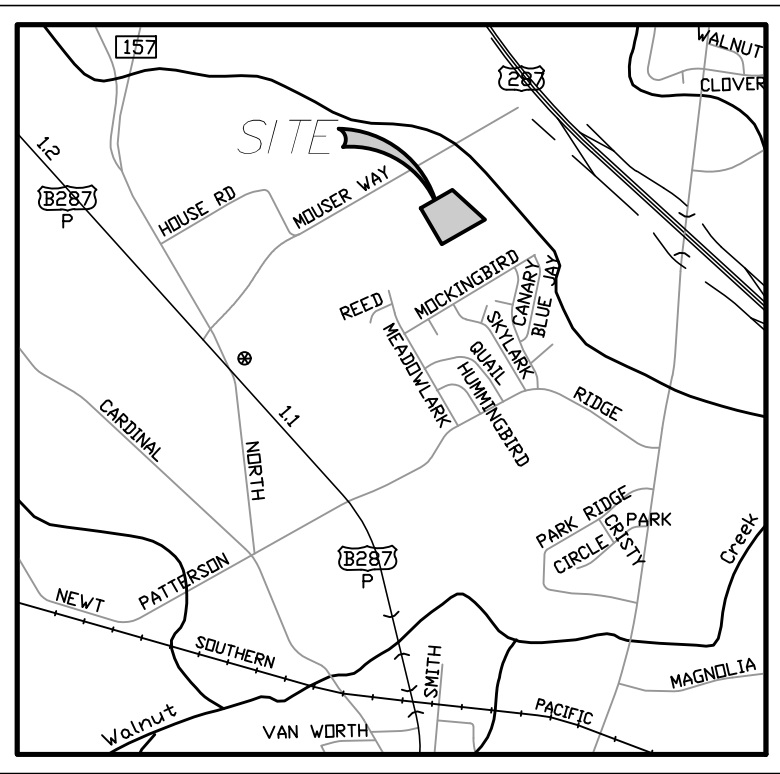 157
WALNUT
287
CLOVER
SITE
1.2
B287
P
HOUSE RD
MOUSER WAY
MOCKINGBIRD
CANARY
BLUE JAY
REED
SKYLARK
MEADOWLARK
QUAIL
HUMMINGBIRD
RIDGE
CARDINAL
1.1
NORTH
PARK RIDGE
PARK
CRISTY
CIRCLE
Creek
B287
P
PATTERSON
NEWT
SOUTHERN
SMITH
MAGNOLIA
PACIFIC
Walnut
VAN WORTH